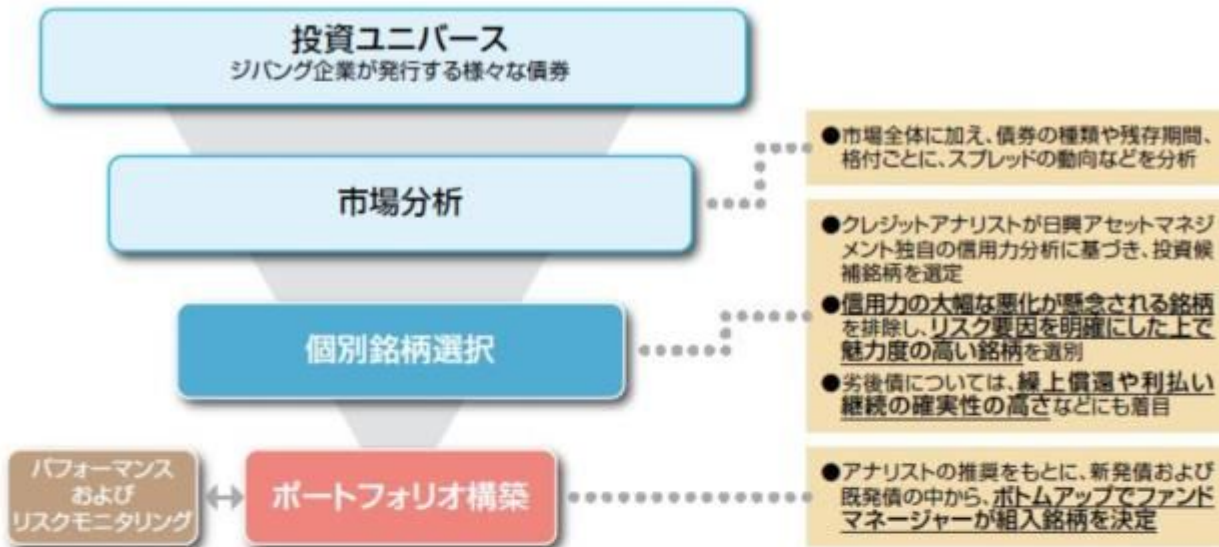 投資ユニバース
ジパング企業が発行する様々な債券
市場分析
●市場全体に加え、債券の種類や残存期間、
格付ごとに、スプレッドの動向などを分析
個別銘柄選択
●クレジットアナリストが日興アセットマネジ
メント独自の信用力分析に基づき、投資候
補銘柄を選定
●信用力の大幅な悪化が懸念される銘柄
を排除し、リスク要因を明確にした上で
魅力度の高い銘柄を選別
●劣後債については、繰上償還や利払い
継続の確実性の高さなどにも着目
パフォーマンス
および
リスクモニタリング
ポートフォリオ構築
●アナリストの推奨をもとに、新発債および
既発債の中から、ボトムアップでファンド
マネージャーが組入銘柄を決定